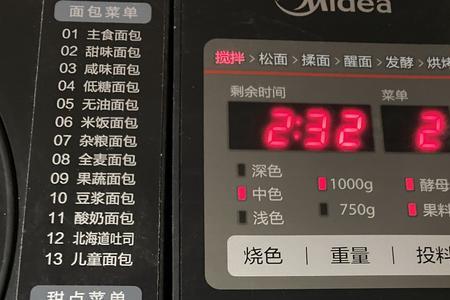 面包菜单
01 主食面包
02 甜味面包
03 咸味面包
04 低糖面包
05 无油面包
06 米饭面包
07 杂粮面包
08 全麦面包
09 果蔬面包
10 豆浆面包
11 酸奶面包
12 北海道吐司
13 儿童面包
甜点菜单
Midea
搅拌 > 松面 > 揉面 > 醒面 > 发酵 > 烘烤
剩余时间 菜单
2:32 2
深色
中色 1000g 酵母
浅色 750g 果料
烧色 | 重量 | 投料